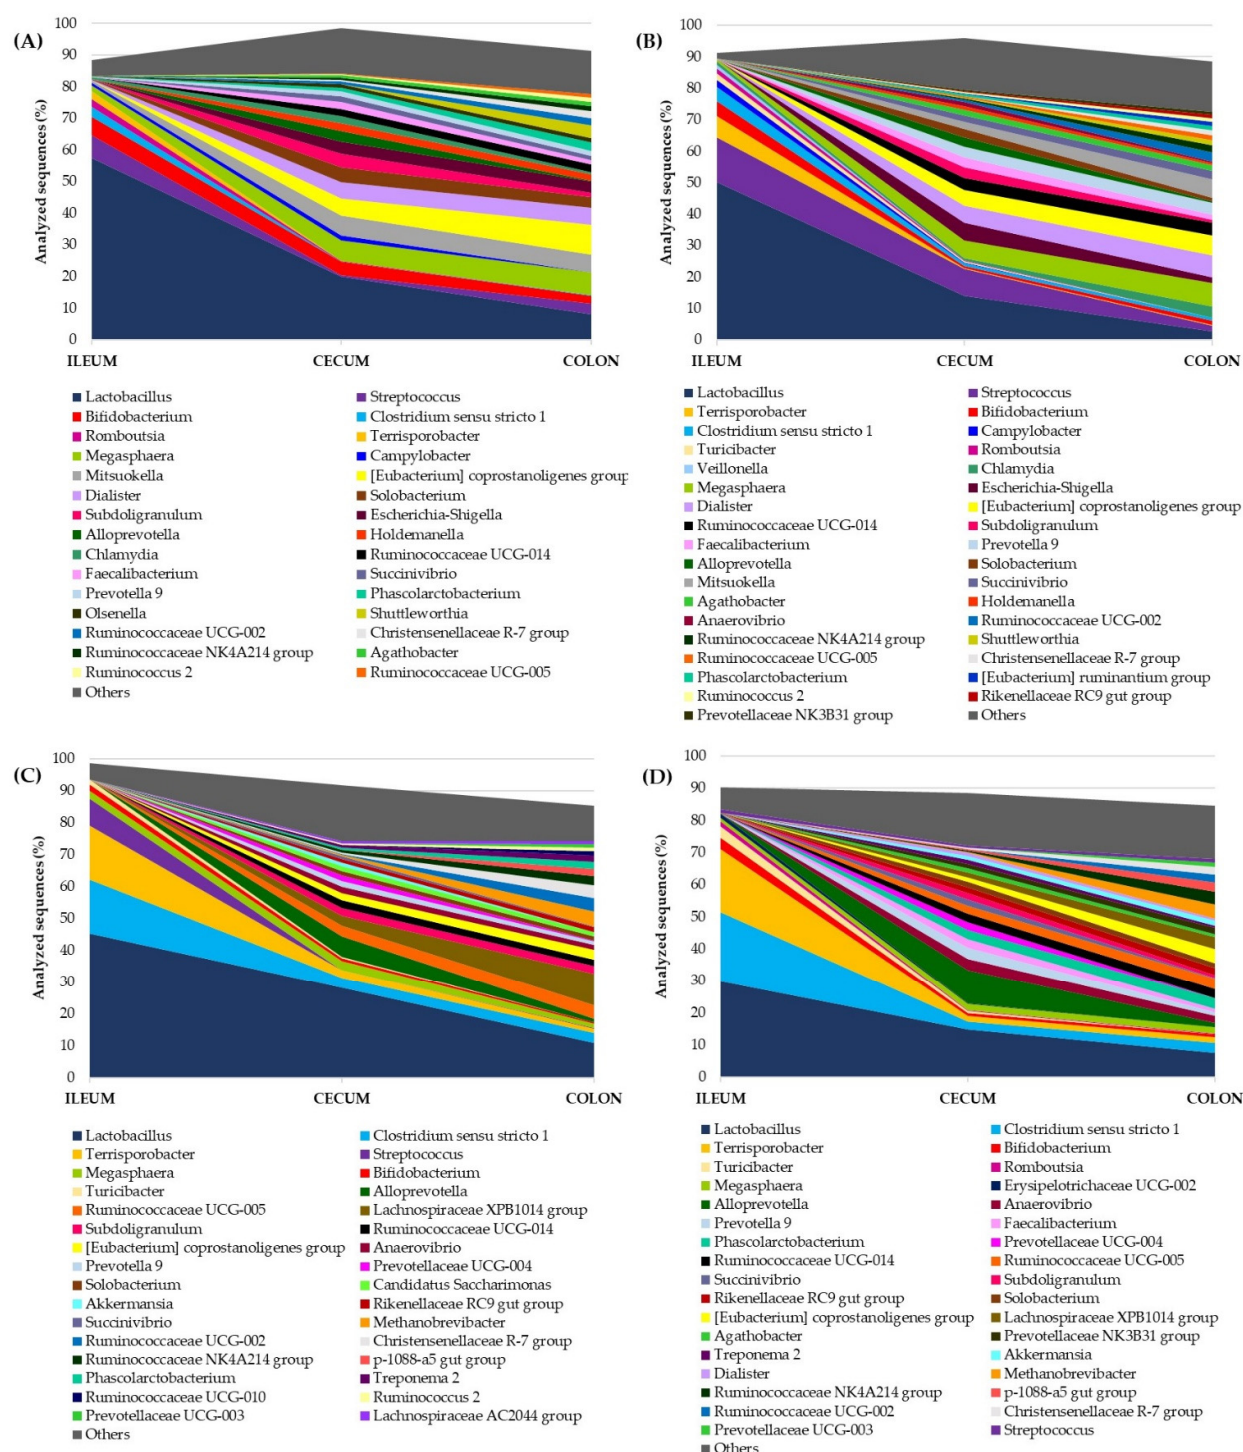 (A)
Analyzed sequences (%)
100
90
80
70
60
50
40
30
20
10
0
ILEUM CECUM COLON
Lactobacillus Streptococcus
Bifidobacterium Clostridium sensu stricto 1
Romboutsia Terrisporobacter
Megasphaera Campylobacter
Mitsuokella [Eubacterium] coprostanoligenes group
Dialister Solobacterium
Subdoligranulum Escherichia-Shigella
Alloprevotella Holdemanella
Chlamydia Ruminococcaceae UCG-014
Faecalibacterium Succinivibrio
Prevotella 9 Phascolarctobacterium
Olsenella Shuttleworthia
Ruminococcaceae UCG-002 Christensenellaceae R-7 group
Ruminococcaceae NK4A214 group Agathobacter
Ruminococcus 2 Ruminococcaceae UCG-005
Others
(B)
Analyzed sequences (%)
100
90
80
70
60
50
40
30
20
10
0
ILEUM CECUM COLON
Lactobacillus Streptococcus
Terrisporobacter Bifidobacterium
Clostridium sensu stricto 1 Campylobacter
Turicibacter Romboutsia
Veillonella Chlamydia
Megasphaera Escherichia-Shigella
Dialister [Eubacterium] coprostanoligenes group
Ruminococcaceae UCG-014 Subdoligranulum
Faecalibacterium Prevotella 9
Alloprevotella Solobacterium
Mitsuokella Succinivibrio
Agathobacter Holdemanella
Anaerovibrio Ruminococcaceae UCG-002
Ruminococcaceae NK4A214 group Shuttleworthia
Ruminococcaceae UCG-005 Christensenellaceae R-7 group
Phascolarctobacterium [Eubacterium] ruminantium group
Ruminococcus 2 Rikenellaceae RC9 gut group
Prevotellaceae NK3B31 group Others
(C)
Analyzed sequences (%)
100
90
80
70
60
50
40
30
20
10
0
ILEUM CECUM COLON
Lactobacillus Clostridium sensu stricto 1
Terrisporobacter Streptococcus
Megasphaera Bifidobacterium
Turicibacter Alloprevotella
Ruminococcaceae UCG-005 Lachnospiraceae XPB1014 group
Subdoligranulum Ruminococcaceae UCG-014
[Eubacterium] coprostanoligenes group Anaerovibrio
Prevotella 9 Prevotellaceae UCG-004
Solobacterium Candidatus Saccharimonas
Akkermansia Rikenellaceae RC9 gut group
Succinivibrio Methanobrevibacter
Ruminococcaceae UCG-002 Christensenellaceae R-7 group
Ruminococcaceae NK4A214 group p-1088-a5 gut group
Phascolarctobacterium Treponema 2
Ruminococcaceae UCG-010 Ruminococcus 2
Prevotellaceae UCG-003 Lachnospiraceae AC2044 group
Others
(D)
Analyzed sequences (%)
100
90
80
70
60
50
40
30
20
10
0
ILEUM CECUM COLON
Lactobacillus Clostridium sensu stricto 1
Terrisporobacter Bifidobacterium
Turicibacter Romboutsia
Megasphaera Erysipelotrichaceae UCG-002
Alloprevotella Anaerovibrio
Prevotella 9 Faecalibacterium
Phascolarctobacterium Prevotellaceae UCG-004
Ruminococcaceae UCG-014 Ruminococcaceae UCG-005
Succinivibrio Subdoligranulum
Rikenellaceae RC9 gut group Solobacterium
[Eubacterium] coprostanoligenes group Lachnospiraceae XPB1014 group
Agathobacter Prevotellaceae NK3B31 group
Treponema 2 Akkermansia
Dialister Methanobrevibacter
Ruminococcaceae NK4A214 group p-1088-a5 gut group
Ruminococcaceae UCG-002 Christensenellaceae R-7 group
Prevotellaceae UCG-003 Streptococcus
Others